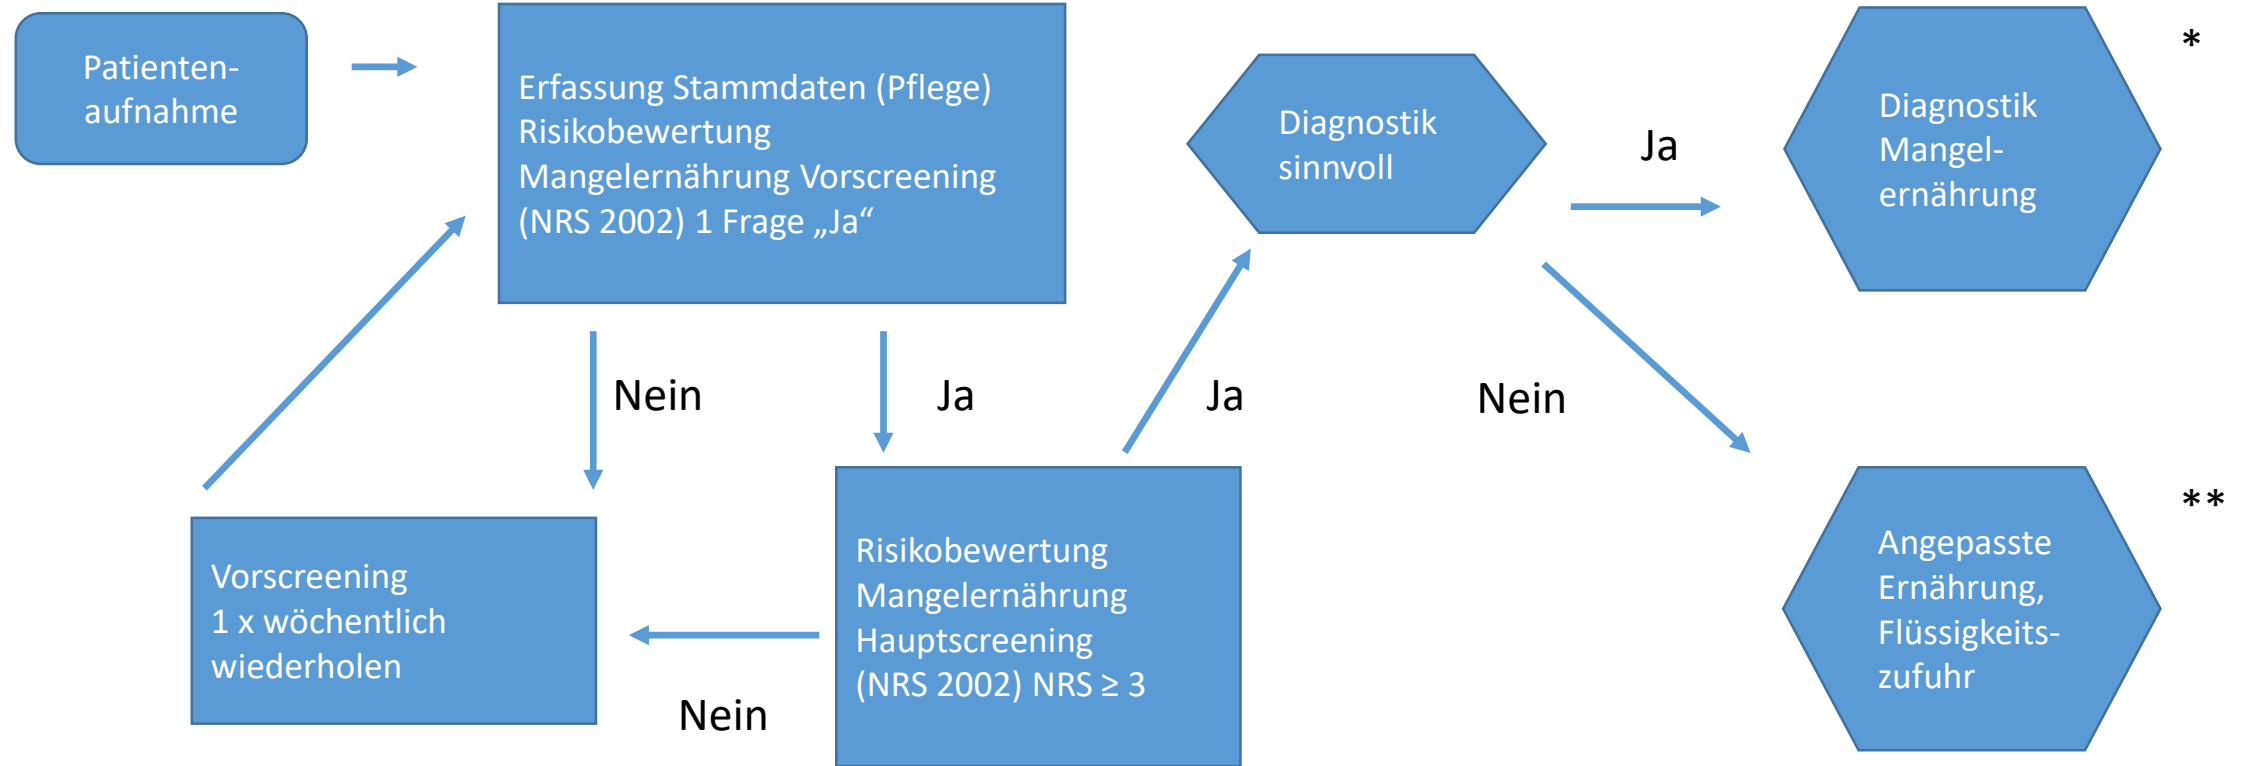 Patienten-
aufnahme
Erfassung Stammdaten (Pflege)
Risikobewertung
Mangelernährung Vorscreening
(NRS 2002) 1 Frage „Ja“
Diagnostik
sinnvoll
Ja
Diagnostik
Mangel-
ernährung
*
Nein
Ja
Ja
Nein
Vorscreening
1 x wöchentlich
wiederholen
Nein
Risikobewertung
Mangelernährung
Hauptscreening
(NRS 2002) NRS ≥ 3
Angepasste
Ernährung,
Flüssigkeits-
zufuhr
**